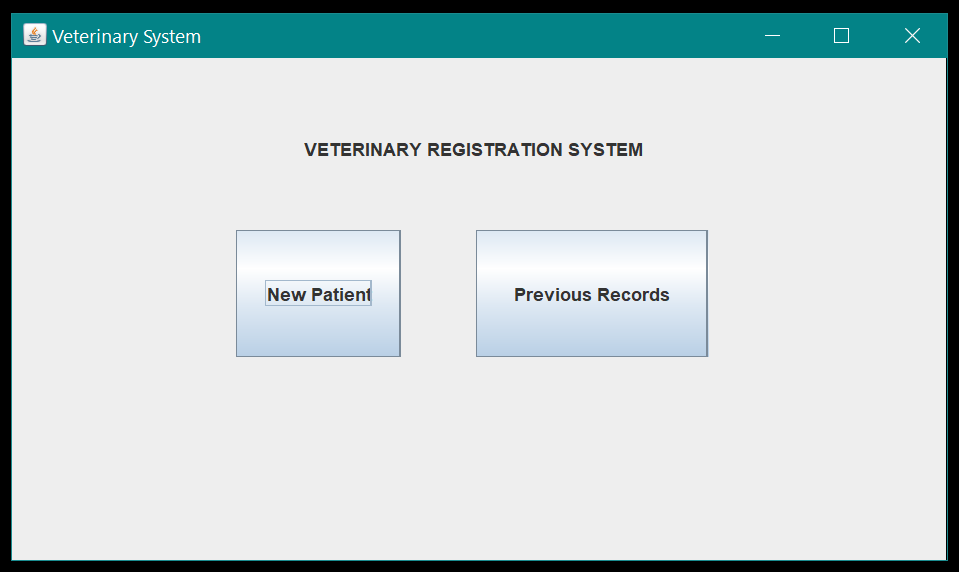 Veterinary System
VETERINARY REGISTRATION SYSTEM
New Patient
Previous Records